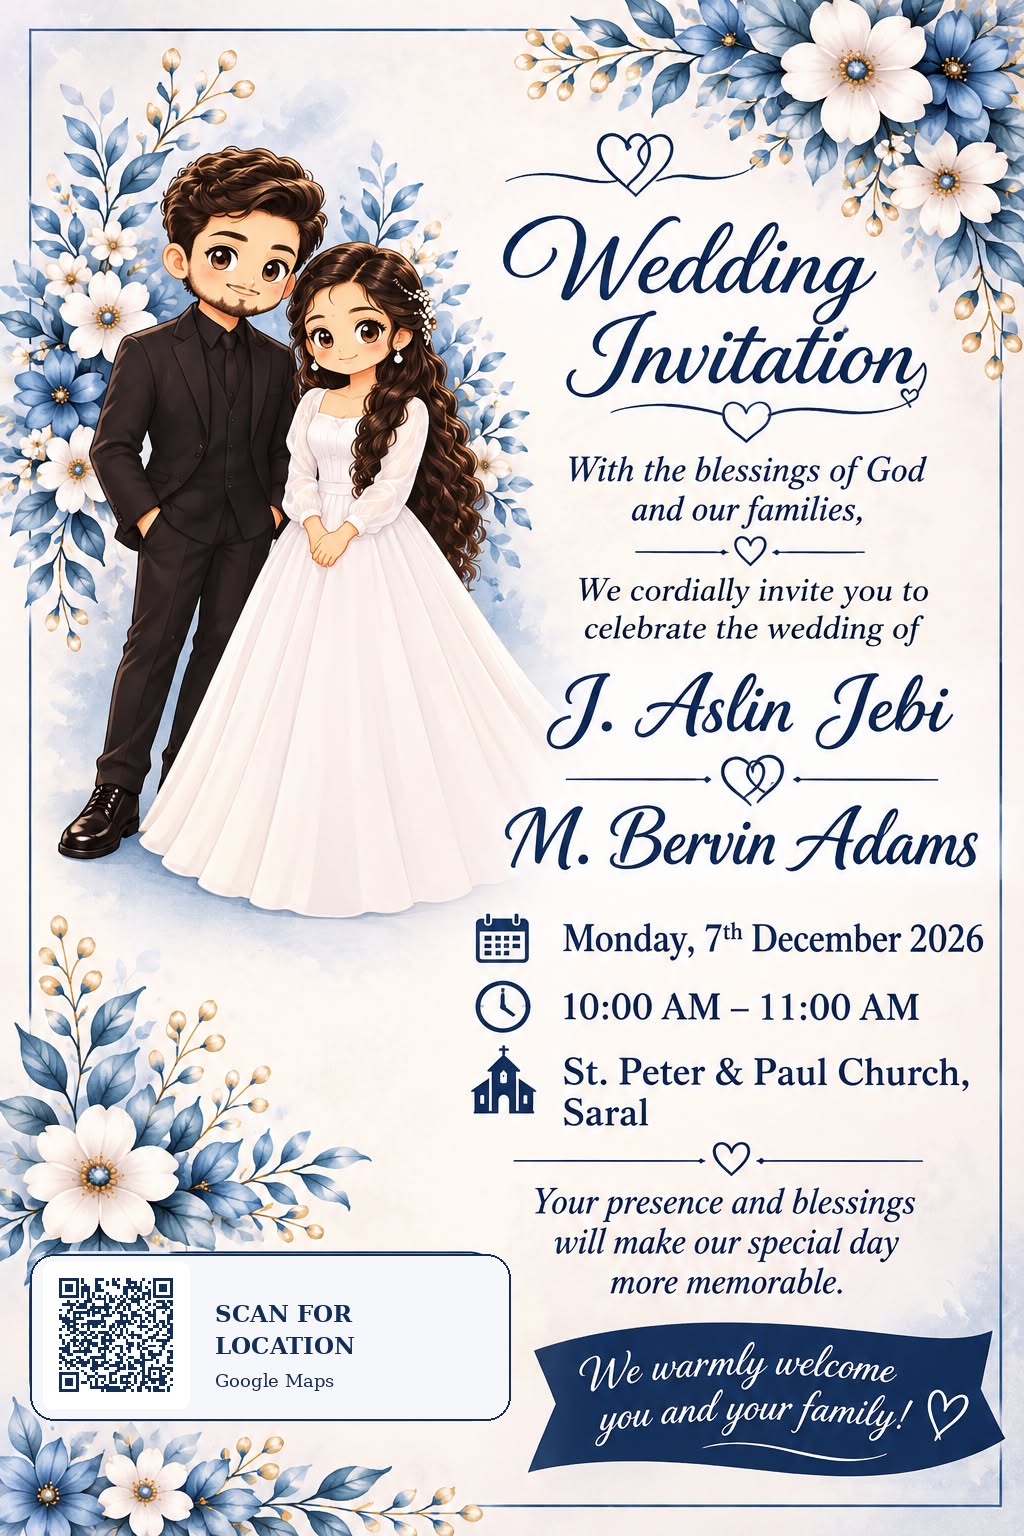 Wedding
Invitation
With the blessings of God
and our families,
We cordially invite you to
celebrate the wedding of
J. Aslin Jebi
M. Bervin Adams
Monday, 7th December 2026
10:00 AM – 11:00 AM
St. Peter & Paul Church,
Saral
Your presence and blessings
will make our special day
more memorable.
SCAN FOR
LOCATION
Google Maps
We warmly welcome
you and your family!